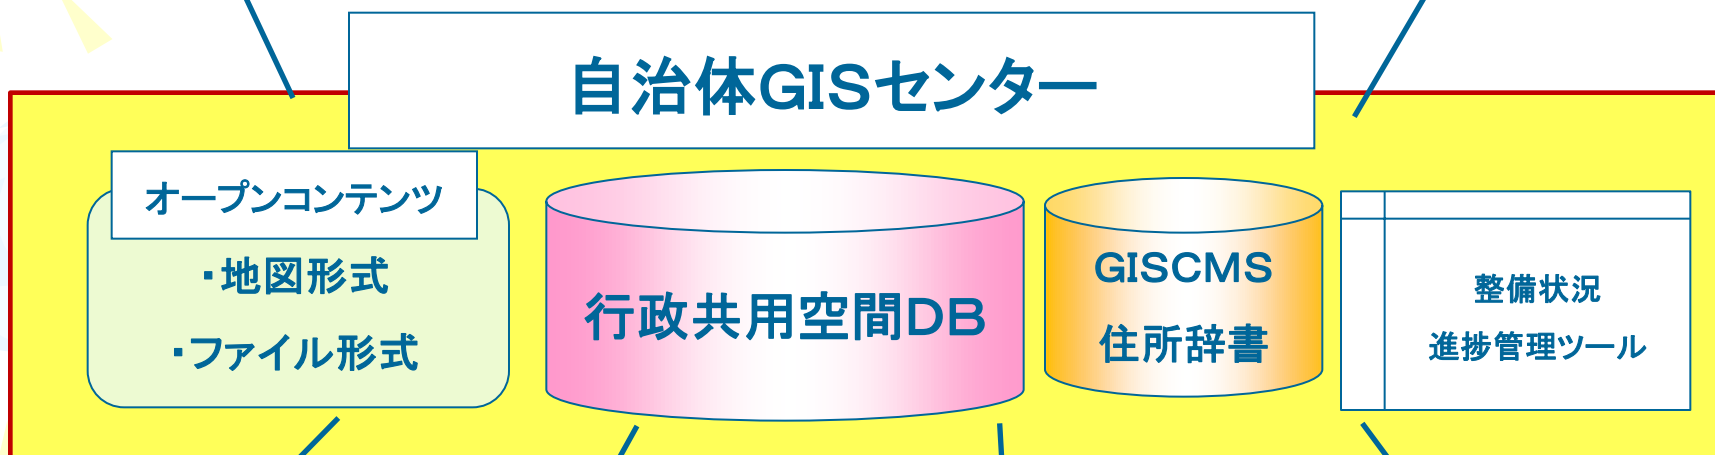 自治体GISセンター
オープンコンテンツ
・地図形式
・ファイル形式
行政共用空間DB
GISCMS
住所辞書
整備状況
進捗管理ツール